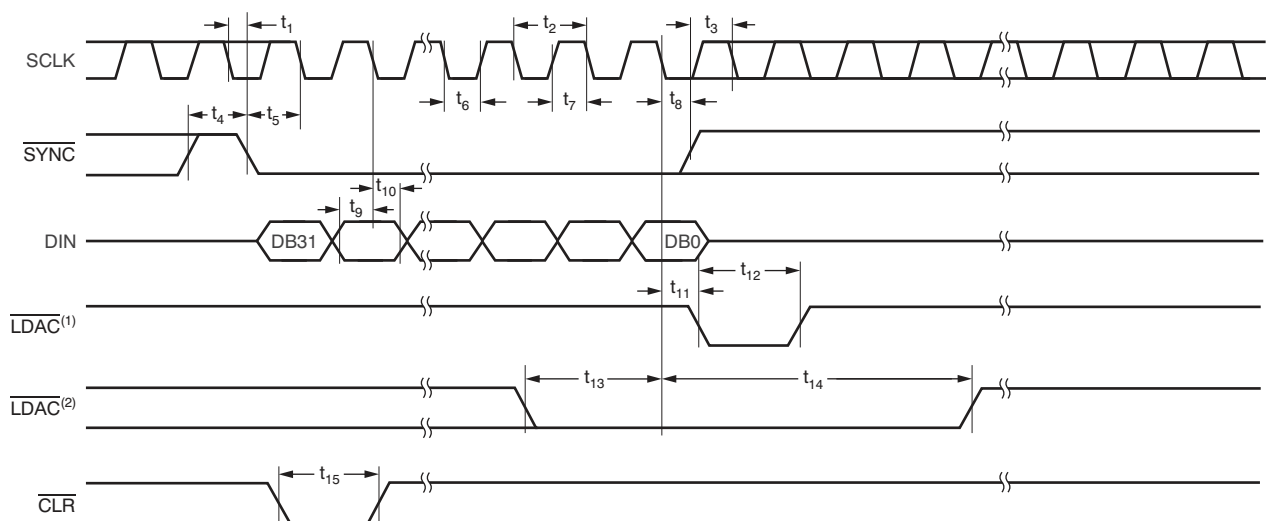 t1
t2
t3
SCLK
t6
t7
t8
t4
t5
SYNC
t10
t9
DIN
DB31
DB0
t12
t11
LDAC(1)
t13
t14
LDAC(2)
t15
CLR